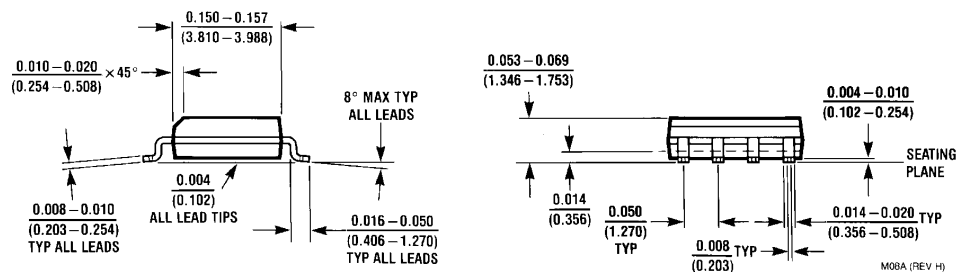 0.150 – 0.157
(3.810 – 3.988)
0.010 – 0.020
(0.254 – 0.508)
× 45°
8° MAX TYP
ALL LEADS
0.004
(0.102)
ALL LEAD TIPS
0.008 – 0.010
(0.203 – 0.254)
TYP ALL LEADS
0.016 – 0.050
(0.406 – 1.270)
TYP ALL LEADS
0.053 – 0.069
(1.346 – 1.753)
0.004 – 0.010
(0.102 – 0.254)
SEATING
PLANE
0.014
(0.356)
0.050
(1.270)
TYP
0.014 – 0.020 TYP
(0.356 – 0.508)
0.008 TYP
(0.203)
M08A (REV H)